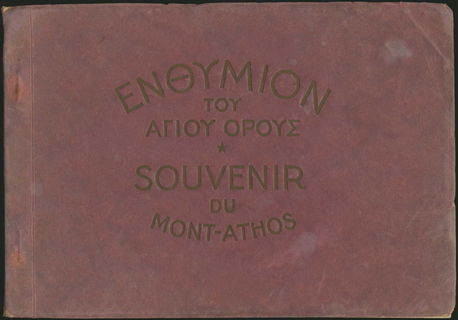 ΕΝΘΥΜΙΟΝ
ΤΟΥ
ΑΓΙΟΥ ΟΡΟΥΣ
★
SOUVENIR
DU
MONT-ATHOS